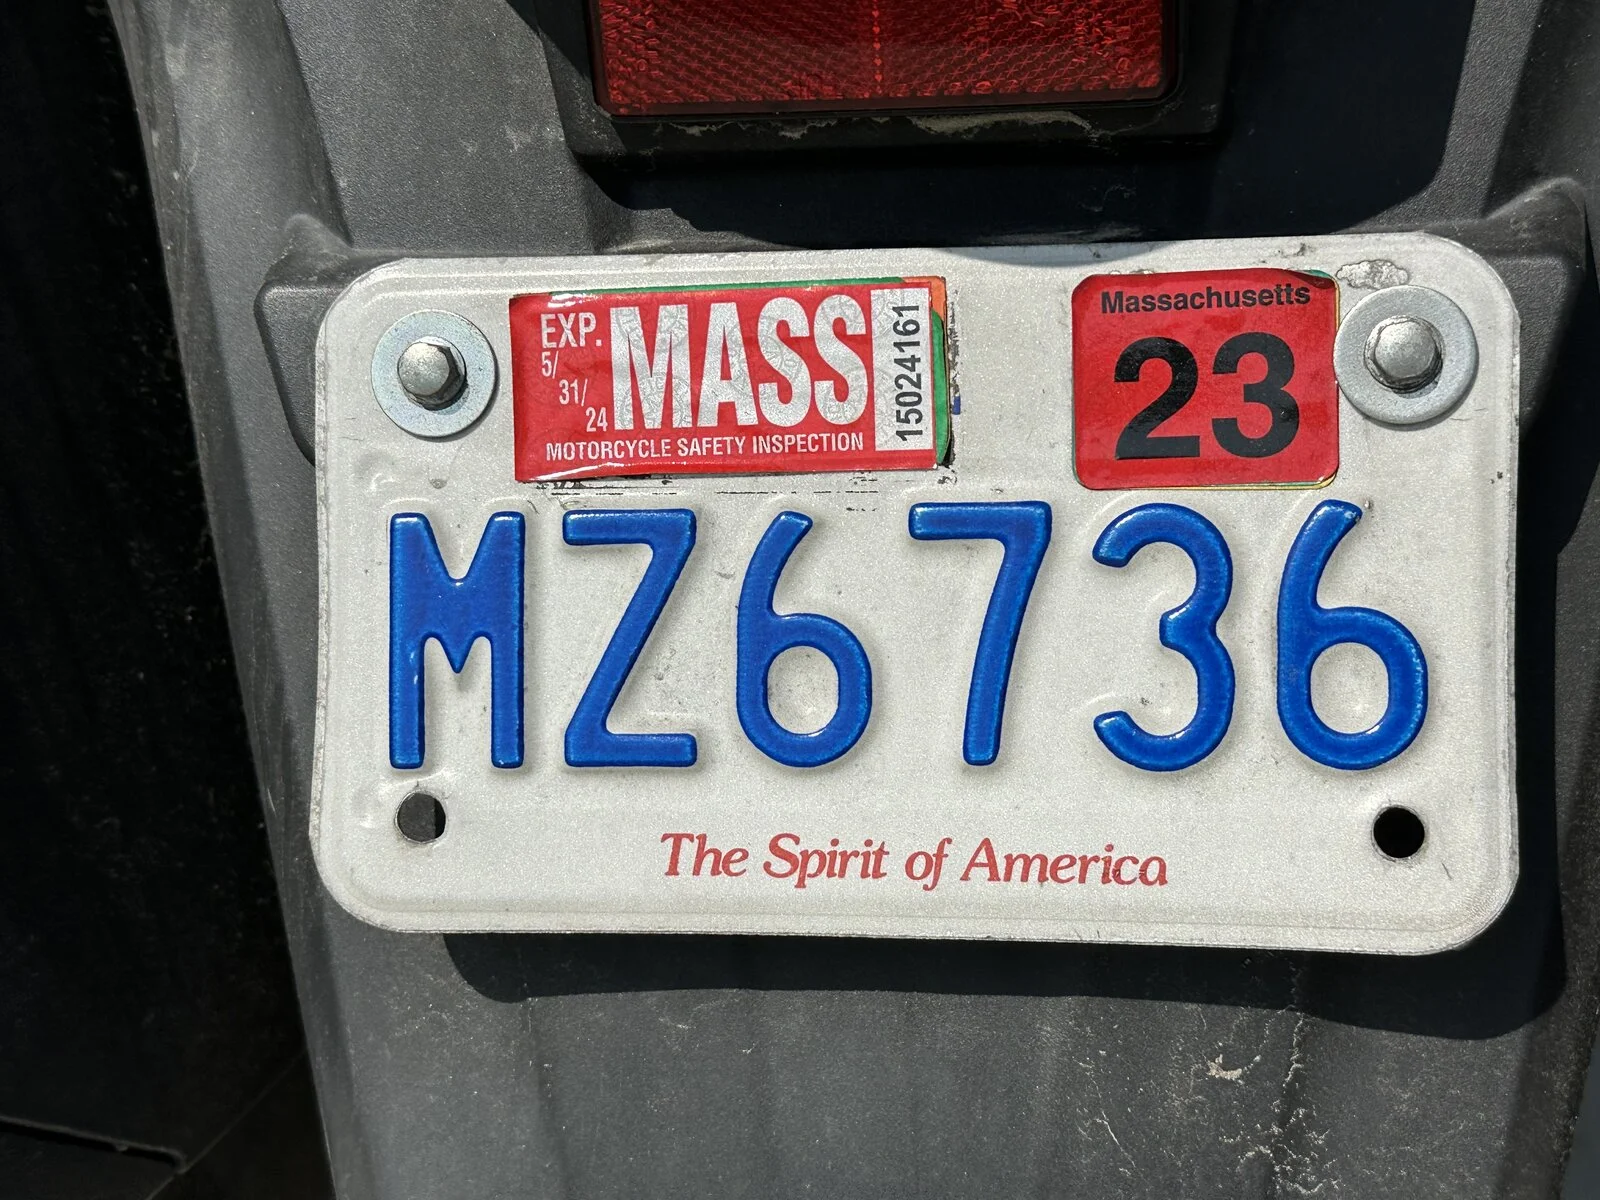 EXP.
5/
31/
24
MASS
15024161
MOTORCYCLE SAFETY INSPECTION
Massachusetts
23
MZ6736
The Spirit of America